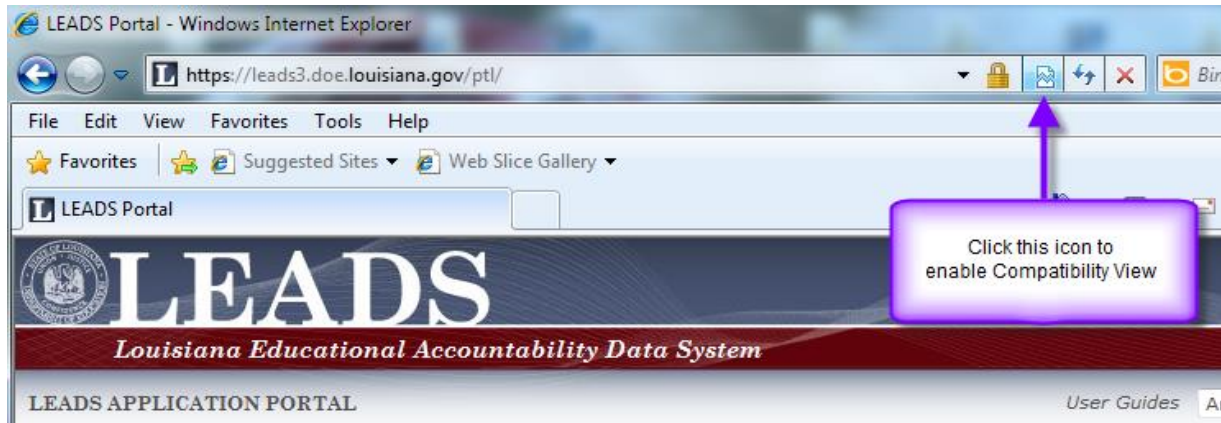 LEADS Portal - Windows Internet Explorer
https://leads3.doe.louisiana.gov/ptl/
File Edit View Favorites Tools Help
Favorites Suggested Sites Web Slice Gallery
LEADS Portal
Click this icon to
enable Compatibility View
LEADS
Louisiana Educational Accountability Data System
LEADS APPLICATION PORTAL User Guides